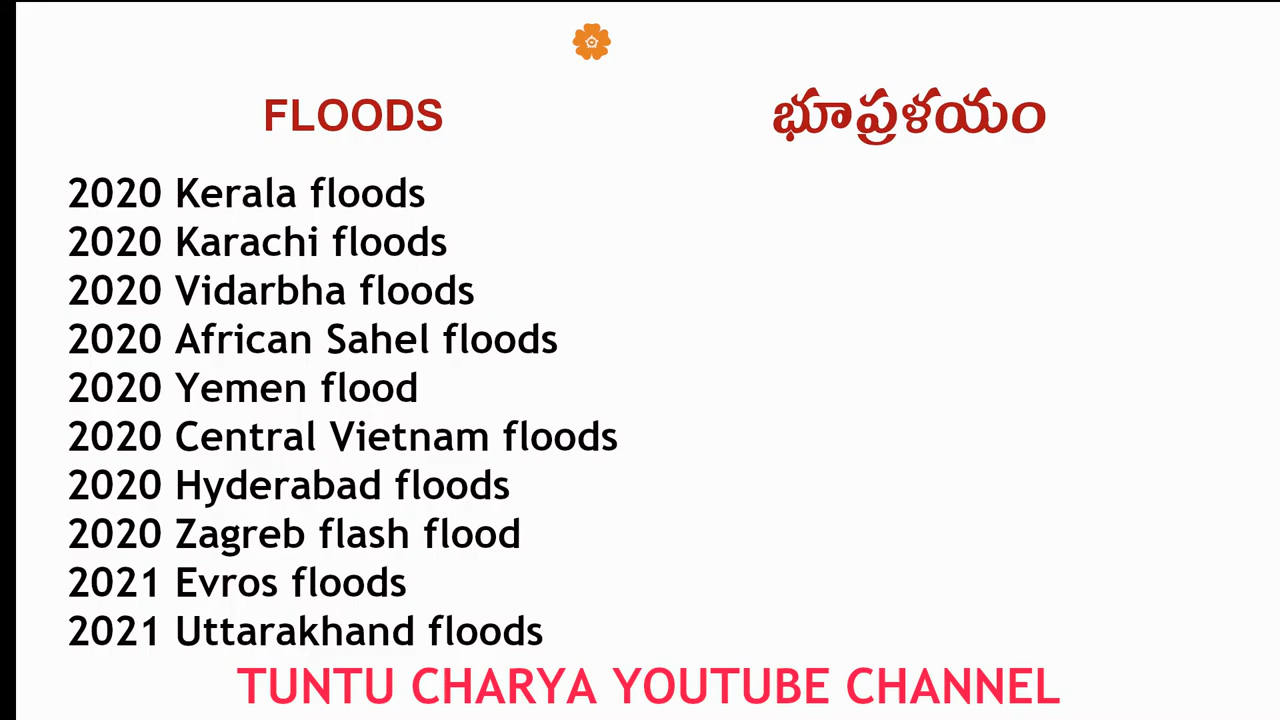 FLOODS భూప్రళయం
2020 Kerala floods
2020 Karachi floods
2020 Vidarbha floods
2020 African Sahel floods
2020 Yemen flood
2020 Central Vietnam floods
2020 Hyderabad floods
2020 Zagreb flash flood
2021 Evros floods
2021 Uttarakhand floods
TUNTU CHARYA YOUTUBE CHANNEL